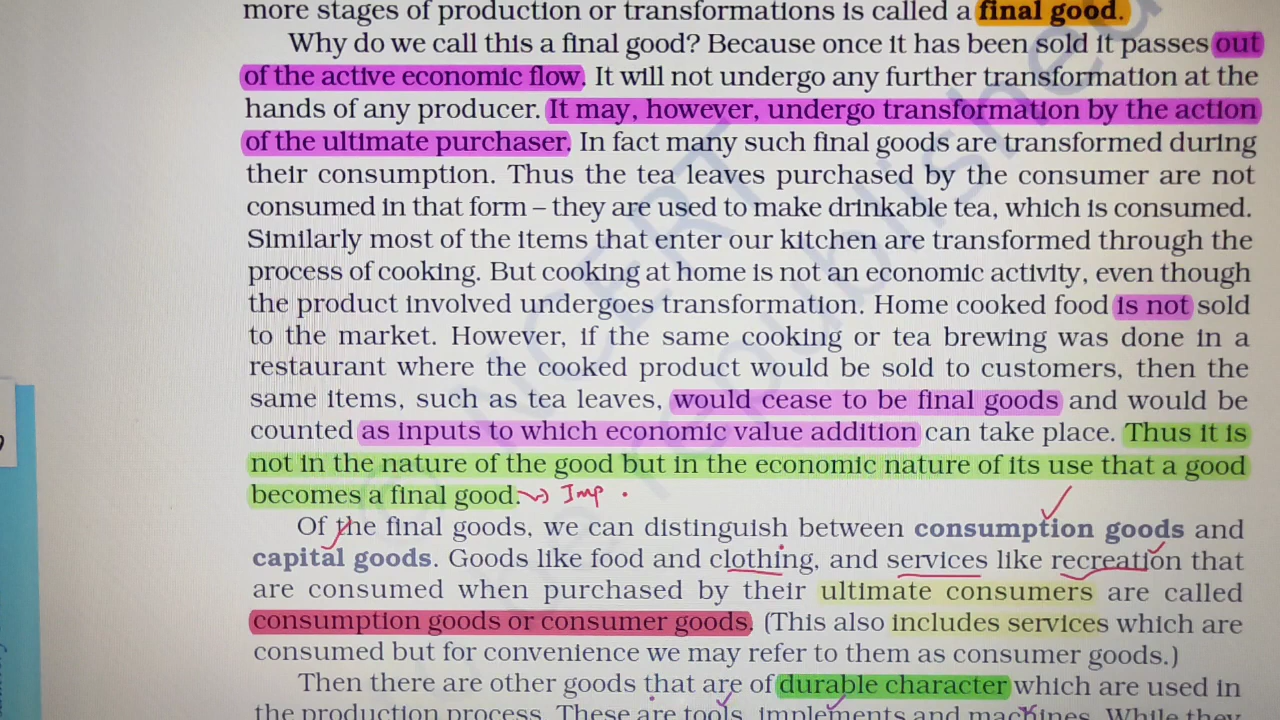 more stages of production or transformations is called a final good.
Why do we call this a final good? Because once it has been sold it passes out
of the active economic flow. It will not undergo any further transformation at the
hands of any producer. It may, however, undergo transformation by the action
of the ultimate purchaser. In fact many such final goods are transformed during
their consumption. Thus the tea leaves purchased by the consumer are not
consumed in that form – they are used to make drinkable tea, which is consumed.
Similarly most of the items that enter our kitchen are transformed through the
process of cooking. But cooking at home is not an economic activity, even though
the product involved undergoes transformation. Home cooked food is not sold
to the market. However, if the same cooking or tea brewing was done in a
restaurant where the cooked product would be sold to customers, then the
same items, such as tea leaves, would cease to be final goods and would be
counted as inputs to which economic value addition can take place. Thus it is
not in the nature of the good but in the economic nature of its use that a good
becomes a final good. Imp.
Of the final goods, we can distinguish between consumption goods and
capital goods. Goods like food and clothing, and services like recreation that
are consumed when purchased by their ultimate consumers are called
consumption goods or consumer goods. (This also includes services which are
consumed but for convenience we may refer to them as consumer goods.)
Then there are other goods that are of durable character which are used in
the production process. These are tools, implements and machines. While they
© NCERT
republished